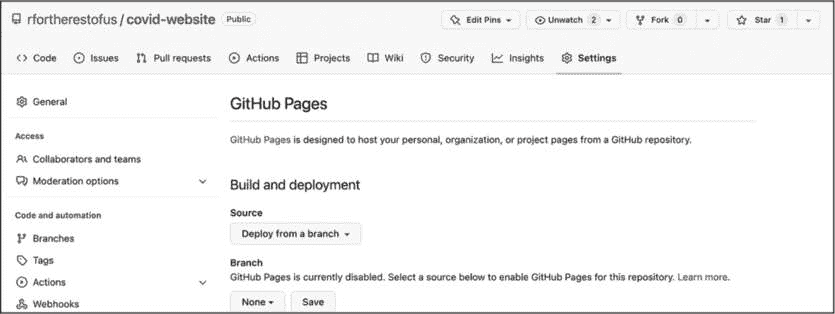 rfortherestofus / covid-website Public Edit Pins Unwatch 2 Fork 0 Star 1
Code Issues Pull requests Actions Projects Wiki Security Insights Settings
General
Access
Collaborators and teams
Moderation options
Code and automation
Branches
Tags
Actions
Webhooks
GitHub Pages
GitHub Pages is designed to host your personal, organization, or project pages from a GitHub repository.
Build and deployment
Source
Deploy from a branch
Branch
GitHub Pages is currently disabled. Select a source below to enable GitHub Pages for this repository. Learn more.
None Save